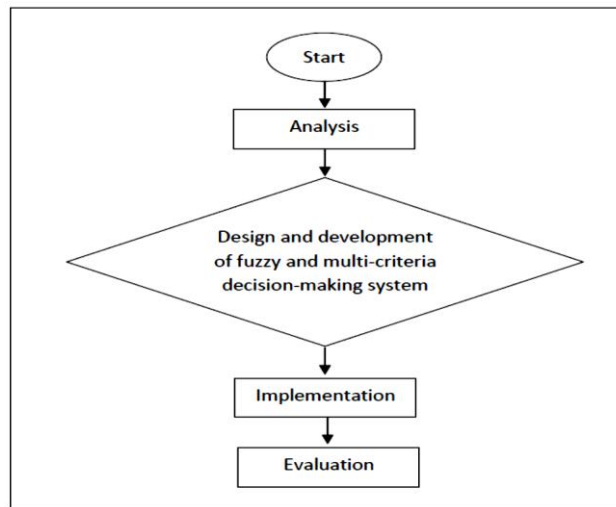 Start
Analysis
Design and development
of fuzzy and multi-criteria
decision-making system
Implementation
Evaluation